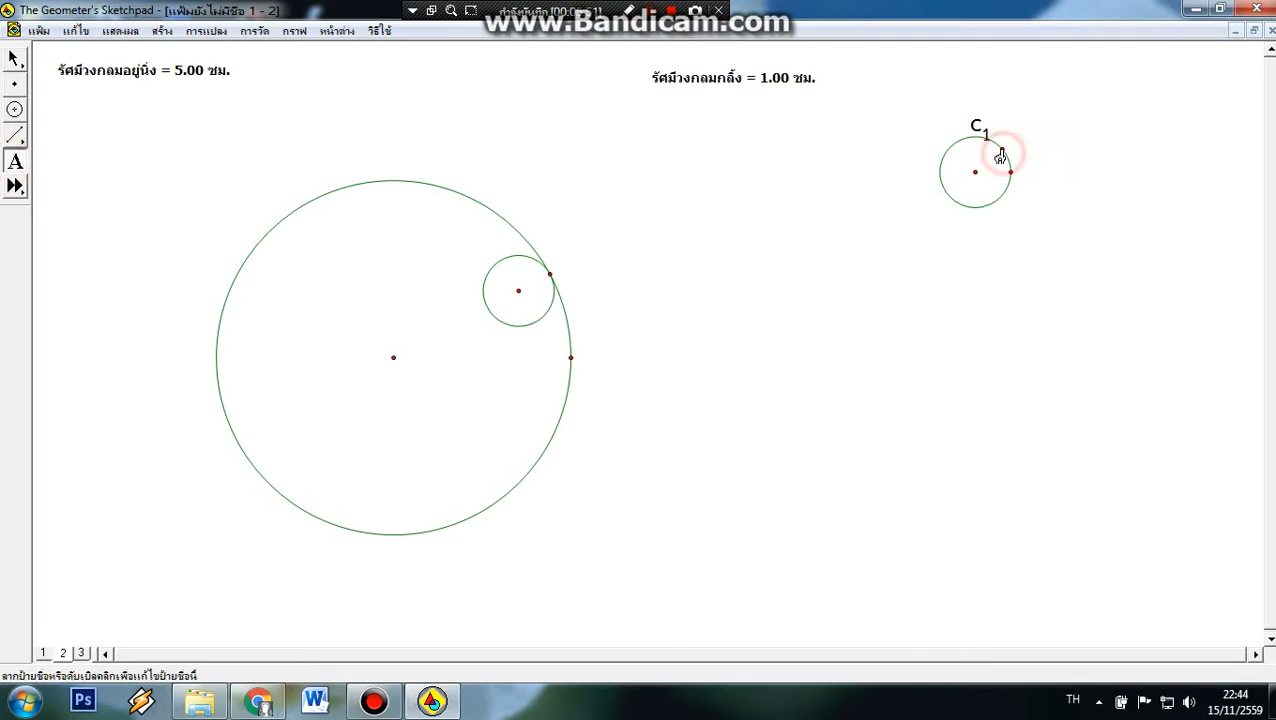 The Geometer's Sketchpad - [แฟ้มยังไม่มีชื่อ 1 - 2]
www.Bandicam.com
แฟ้ม แก้ไข แสดงผล สร้าง การแปลง การวัด กราฟ หน้าต่าง วิธีใช้
รัศมีวงกลมอยู่นิ่ง = 5.00 ซม.
รัศมีวงกลมกลิ้ง = 1.00 ซม.
C1
A
1 2 3
ลากป้ายชื่อหรือดับเบิลคลิกเพื่อแก้ไขป้ายชื่อนี้
Ps
W
TH
22:44
15/11/2559